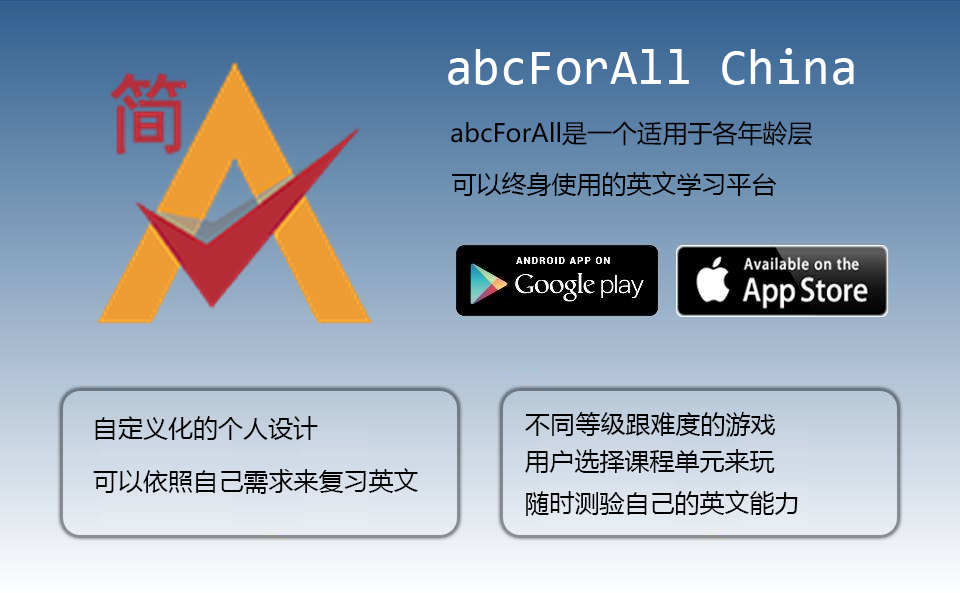 简
abcForAll China
abcForAll是一个适用于各年龄层
可以终身使用的英文学习平台
ANDROID APP ON
Google play
Available on the
App Store
自定义化的个人设计
可以依照自己需求来复习英文
不同等级跟难度的游戏
用户选择课程单元来玩
随时测验自己的英文能力